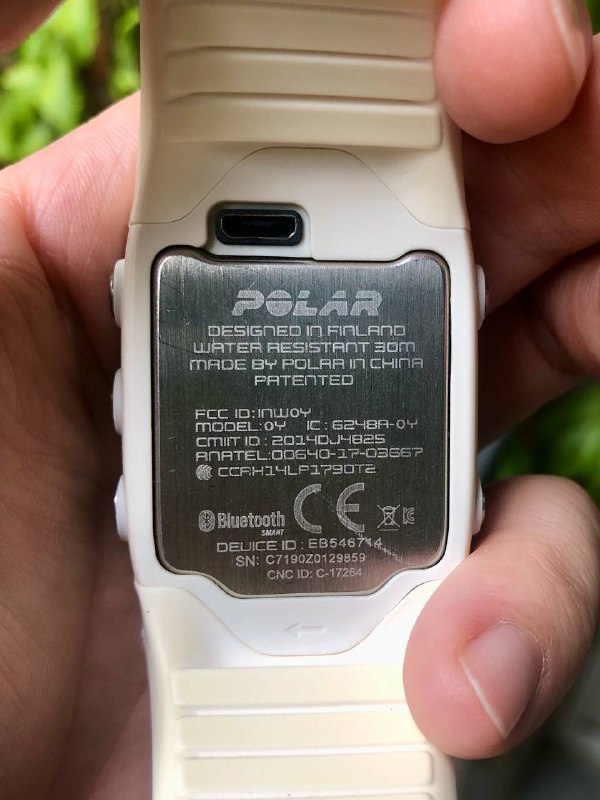 POLAR
DESIGNED IN FINLAND
WATER RESISTANT 30M
MADE BY POLAR IN CHINA
PATENTED
FCC ID: INW0Y
MODEL: 0Y IC : 6248A-0Y
CMIIT ID : 2014DJ4825
ANATEL: 00640-17-03667
CCAH14LP1790T2
Bluetooth
SMART
CE
DEVICE ID : EB546714
SN: C7190Z0129859
CNC ID: C-17264